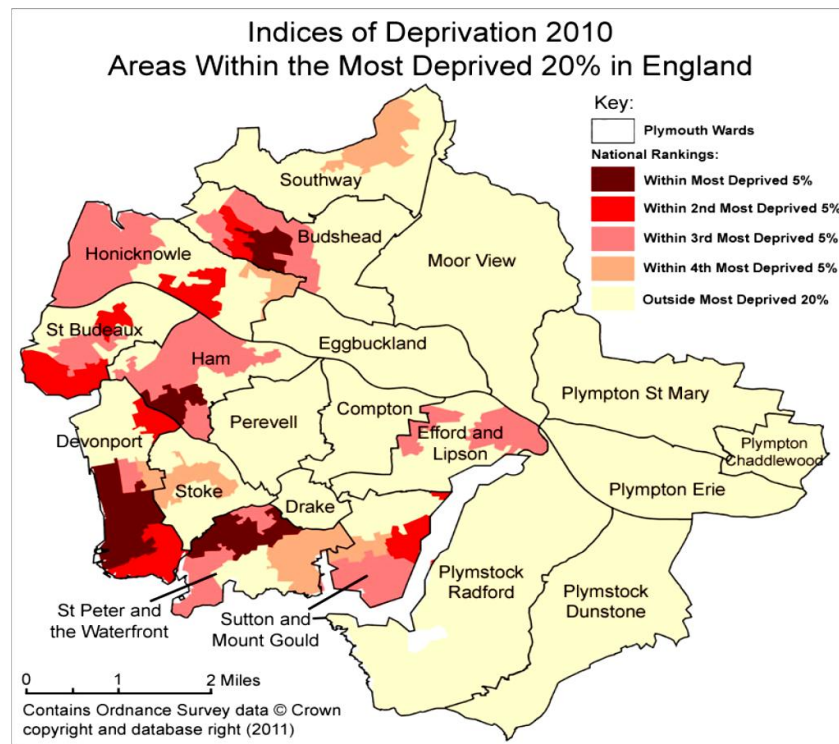 Indices of Deprivation 2010
Areas Within the Most Deprived 20% in England
Key:
Plymouth Wards
National Rankings:
Within Most Deprived 5%
Within 2nd Most Deprived 5%
Within 3rd Most Deprived 5%
Within 4th Most Deprived 5%
Outside Most Deprived 20%
Southway
Budshead
Honicknowle
Moor View
St Budeaux
Ham
Eggbuckland
Plympton St Mary
Perevell
Compton
Efford and
Lipson
Plympton
Chaddlewood
Devonport
Stoke
Drake
Plympton Erie
Plymstock
Radford
Plymstock
Dunstone
St Peter and
the Waterfront
Sutton and
Mount Gould
0 1 2 Miles
Contains Ordnance Survey data © Crown
copyright and database right (2011)